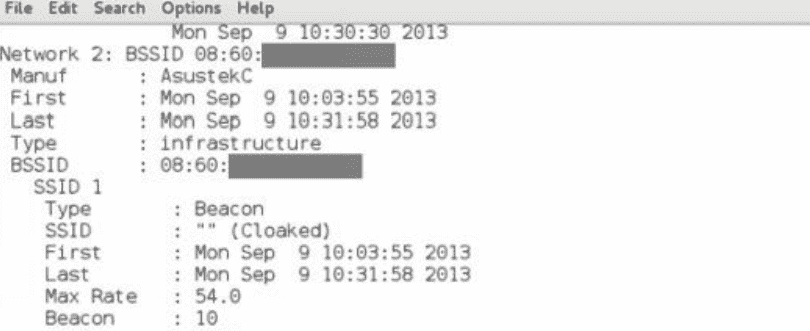 File Edit Search Options Help
Mon Sep 9 10:30:30 2013
Network 2: BSSID 08:60:
Manuf : AsustekC
First : Mon Sep 9 10:03:55 2013
Last : Mon Sep 9 10:31:58 2013
Type : infrastructure
BSSID : 08:60:
SSID 1
Type : Beacon
SSID : "" (Cloaked)
First : Mon Sep 9 10:03:55 2013
Last : Mon Sep 9 10:31:58 2013
Max Rate : 54.0
Beacon : 10